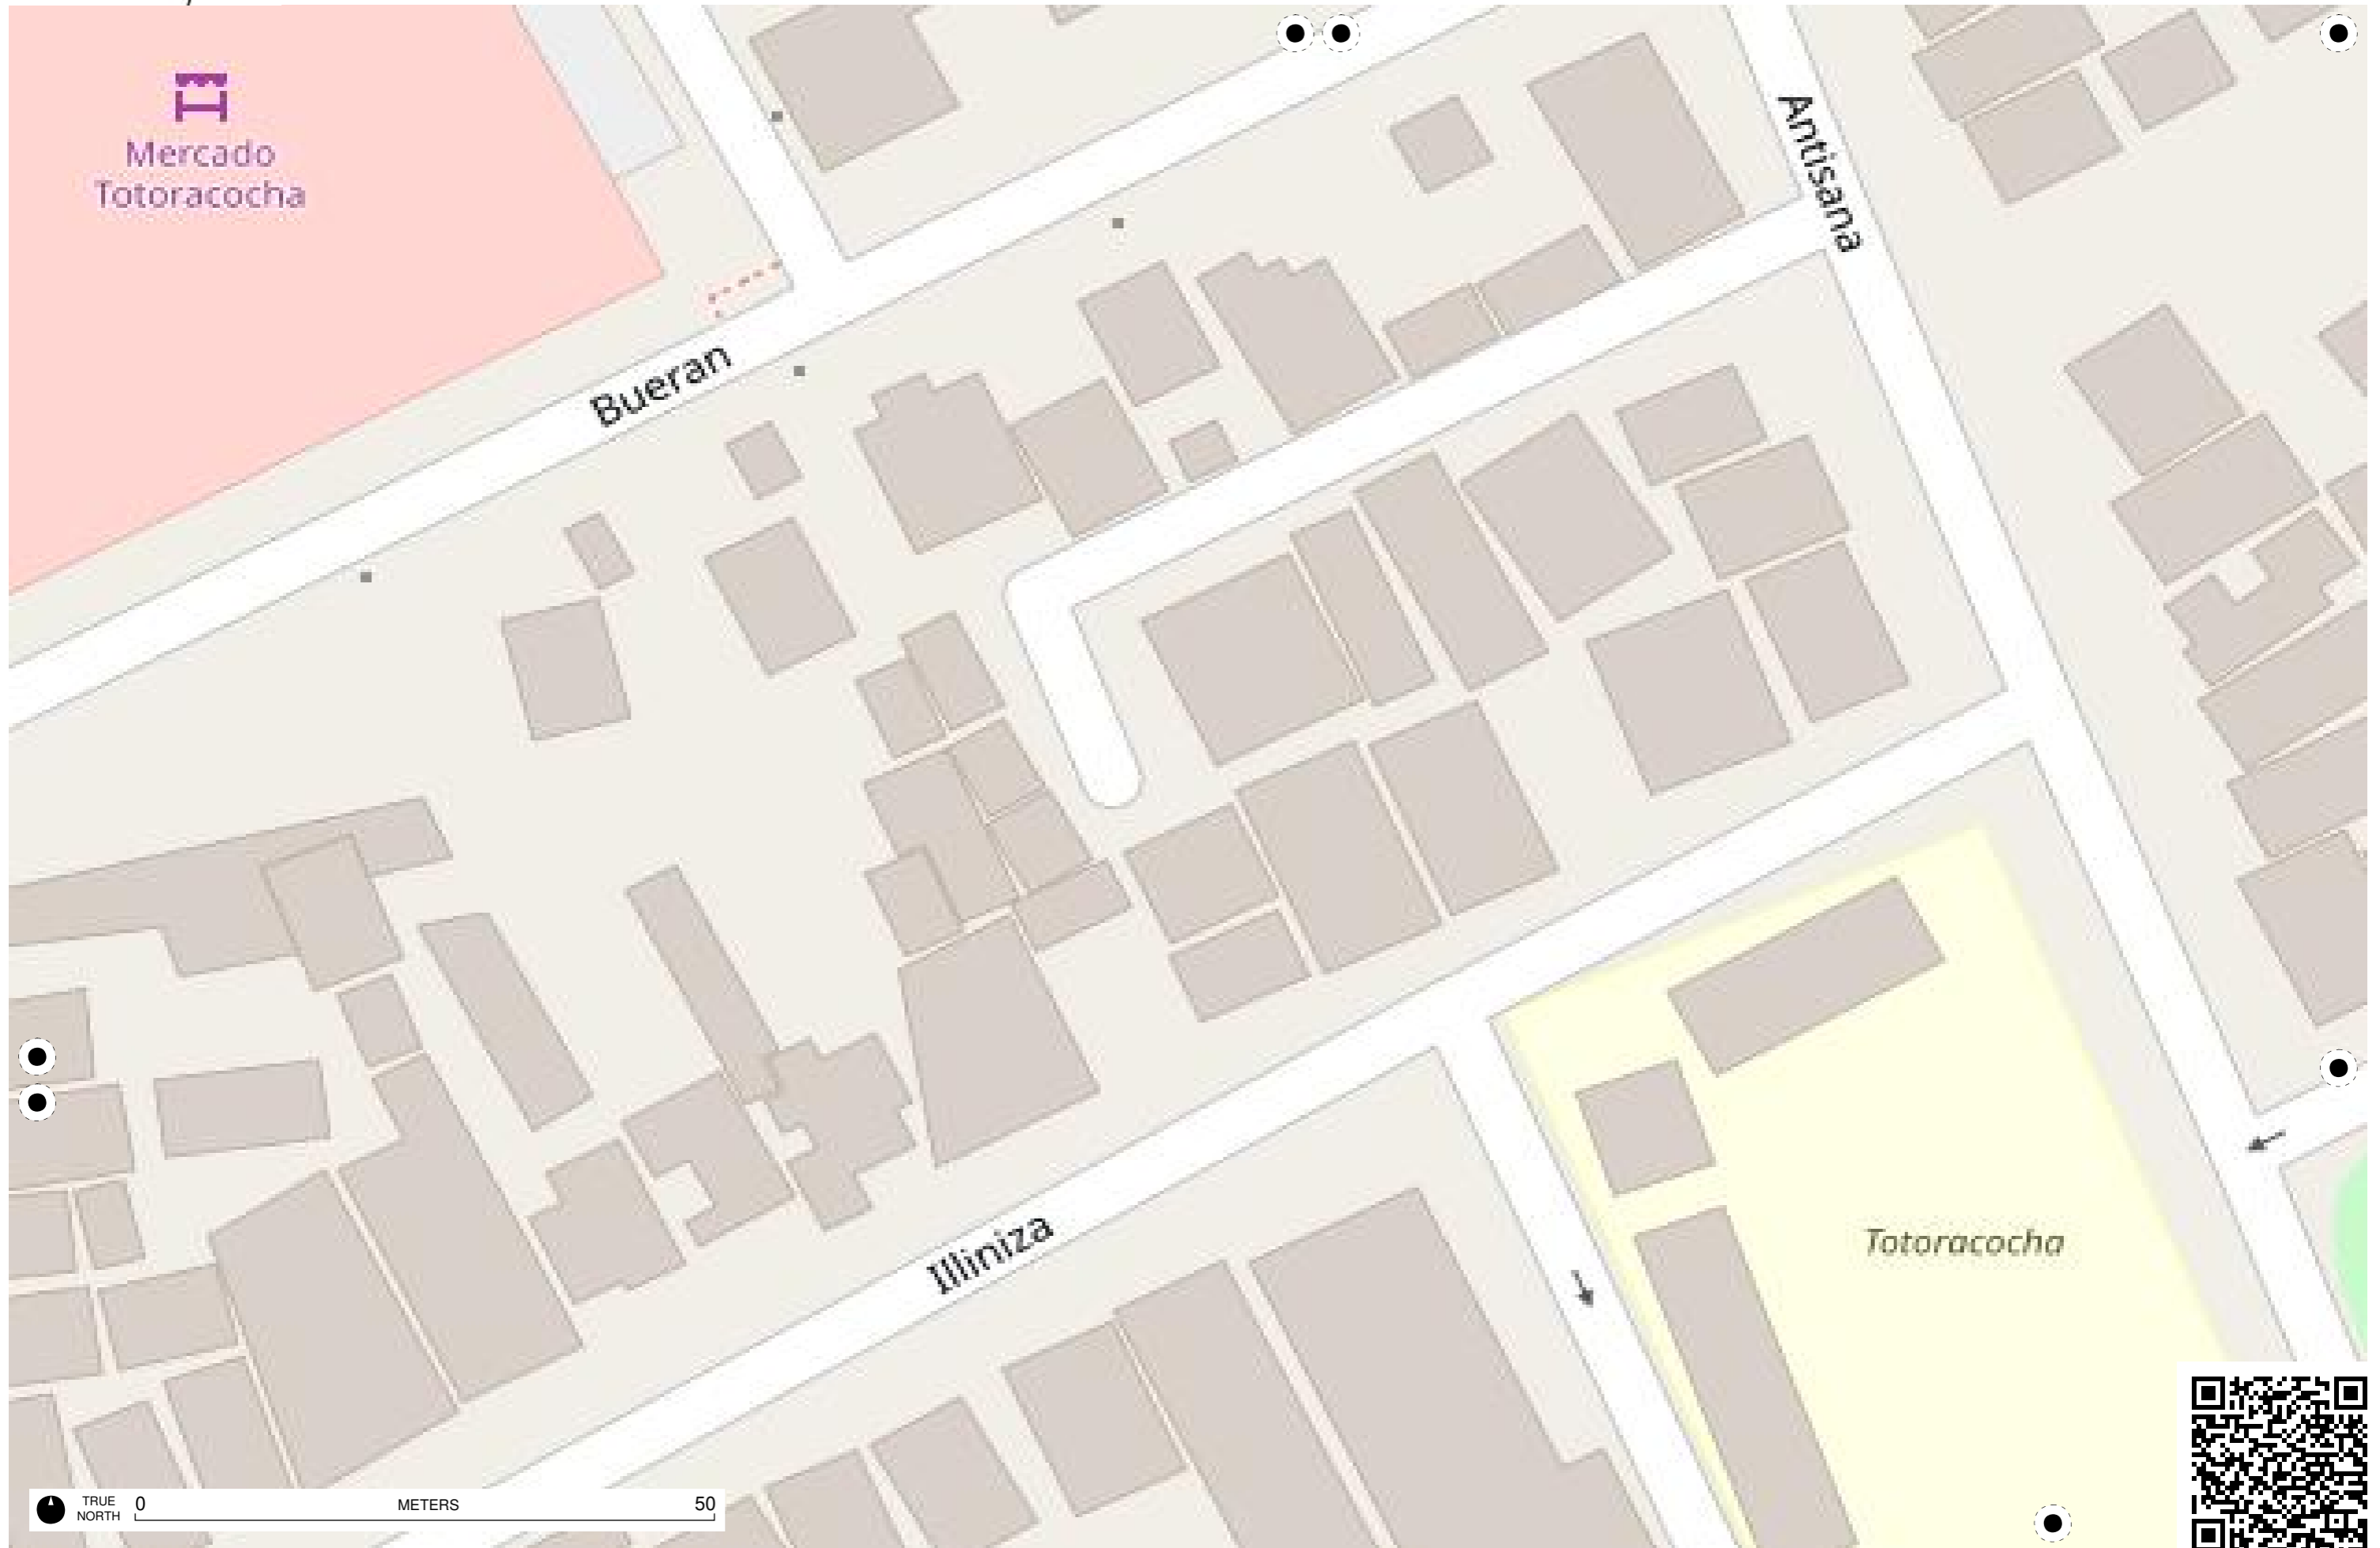 Mercado
Totoracocha
Antisana
Bueran
Totoracocha
Illiniza
TRUE
NORTH
0
METERS
50